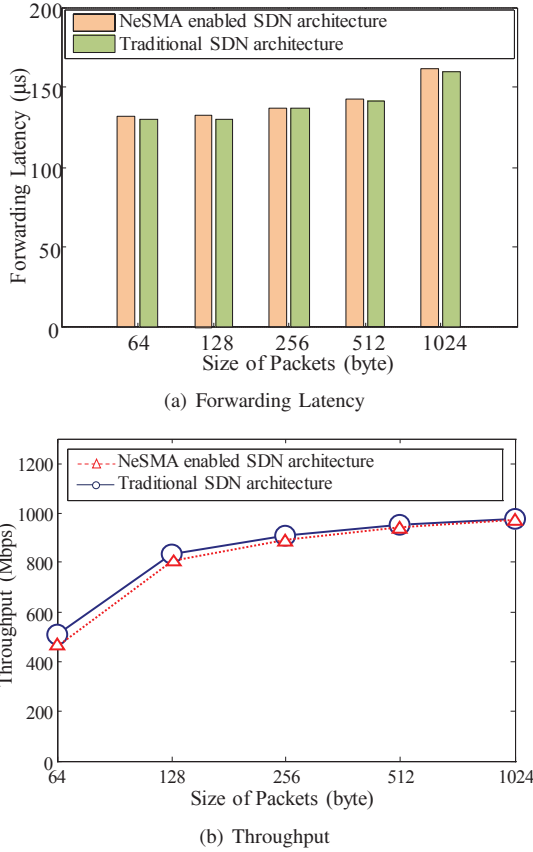 200
150
100
50
0
Forwarding Latency (μs)
NeSMA enabled SDN architecture
Traditional SDN architecture
64 128 256 512 1024
Size of Packets (byte)
(a) Forwarding Latency
1200
1000
800
600
400
200
0
Throughput (Mbps)
NeSMA enabled SDN architecture
Traditional SDN architecture
64 128 256 512 1024
Size of Packets (byte)
(b) Throughput